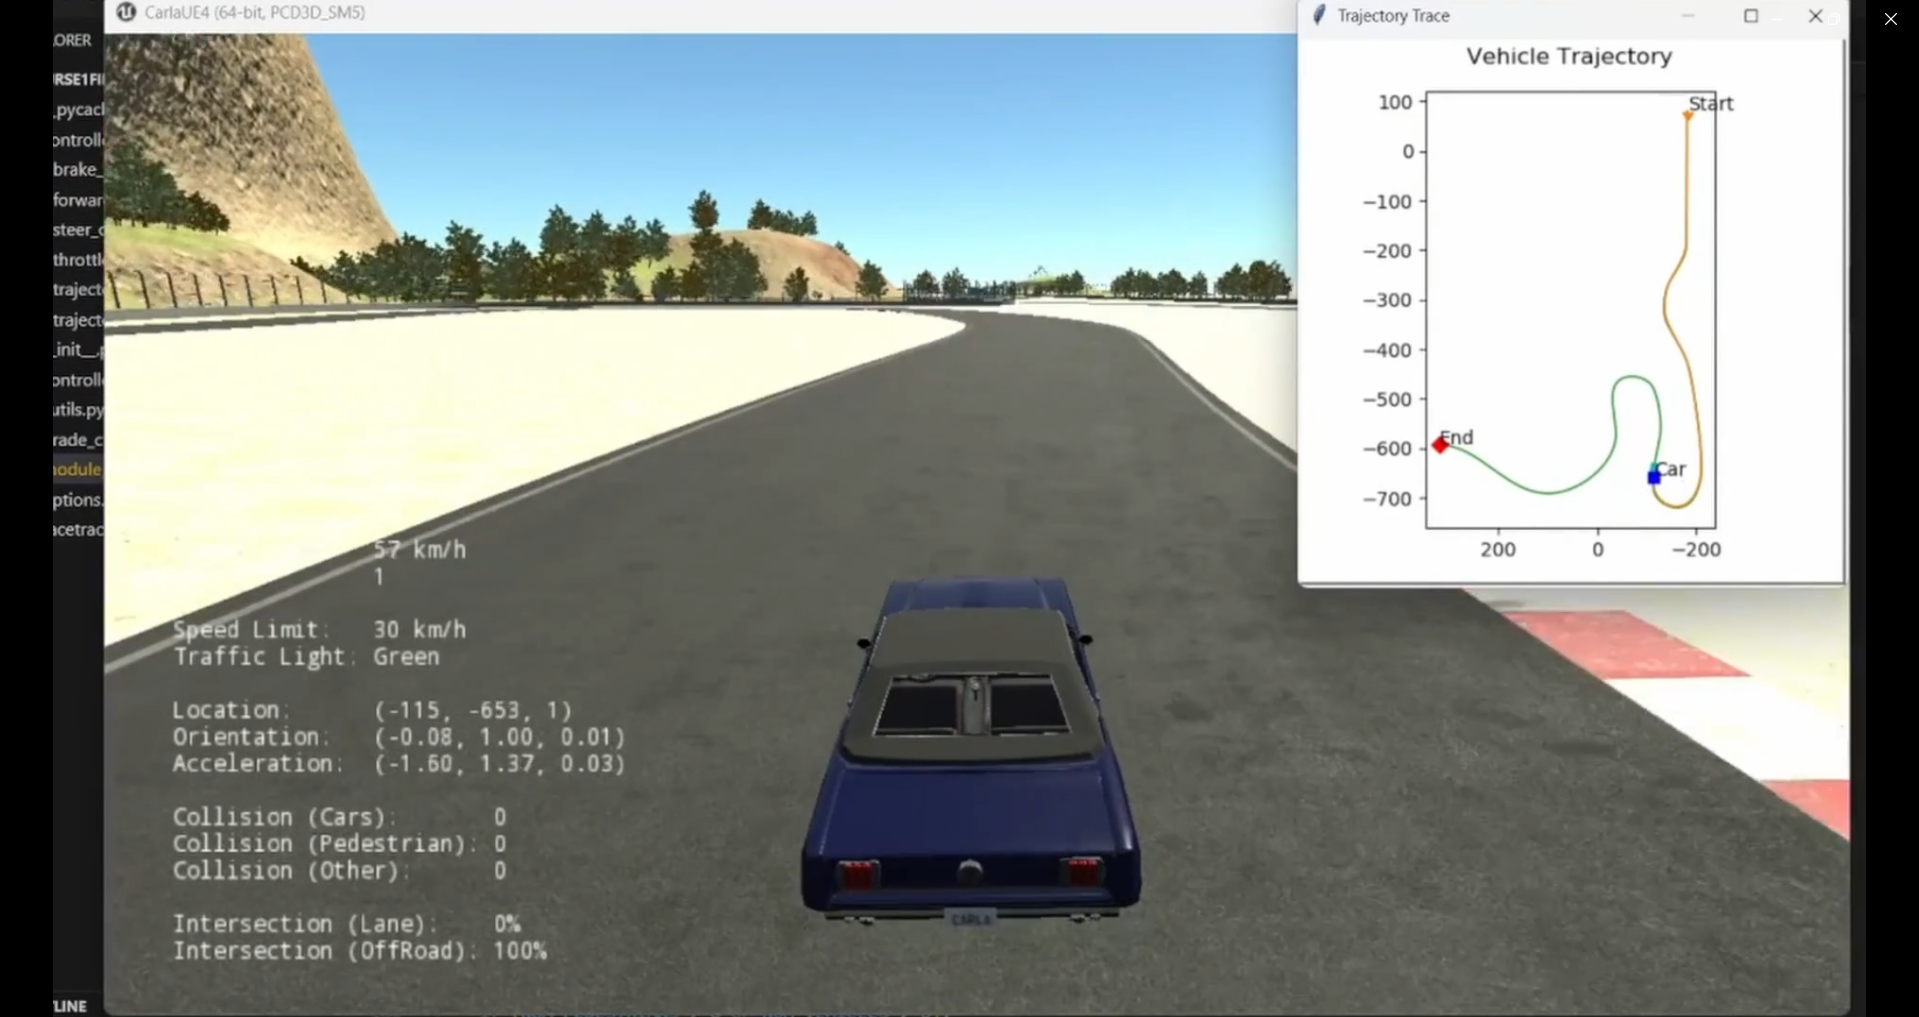 CarlaUE4 (64-bit, PCD3D_SM5)
ORER
RSE1FI
.pycacl
ontroll
brake_
forwar
steer_c
throttl
traject
traject
_init__.p
ontroll
utils.py
rade_c
nodule
ptions.
acetrac
LINE
57 km/h
1
Speed Limit: 30 km/h
Traffic Light: Green
Location: (-115, -653, 1)
Orientation: (-0.08, 1.00, 0.01)
Acceleration: (-1.60, 1.37, 0.03)
Collision (Cars): 0
Collision (Pedestrian): 0
Collision (Other): 0
Intersection (Lane): 0%
Intersection (OffRoad): 100%
CARLA
Trajectory Trace
Vehicle Trajectory
100
0
−100
−200
−300
−400
−500
−600
−700
200 0 −200
Start
End
Car